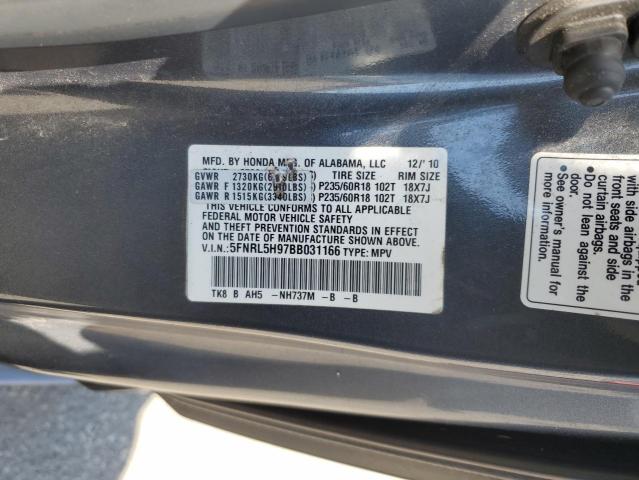 MFD. BY HONDA MFG. OF ALABAMA, LLC 12/'10
GVWR 2730KG( LBS) TIRE SIZE RIM SIZE
GAWR F 1320KG( LBS) P235/60R18 102T 18X7J
GAWR R 1515KG(3340LBS) P235/60R18 102T 18X7J
THIS VEHICLE CONFORMS TO ALL APPLICABLE
FEDERAL MOTOR VEHICLE SAFETY
AND THEFT PREVENTION STANDARDS IN EFFECT
ON THE DATE OF MANUFACTURE SHOWN ABOVE.
V.I.N.:5FNRL5H97BB031166 TYPE: MPV
TK8 B AH5 -NH737M -B -B
with side airbags in
front seats and side
curtain airbags.
•Do not lean against the
door.
•See owner's manual for